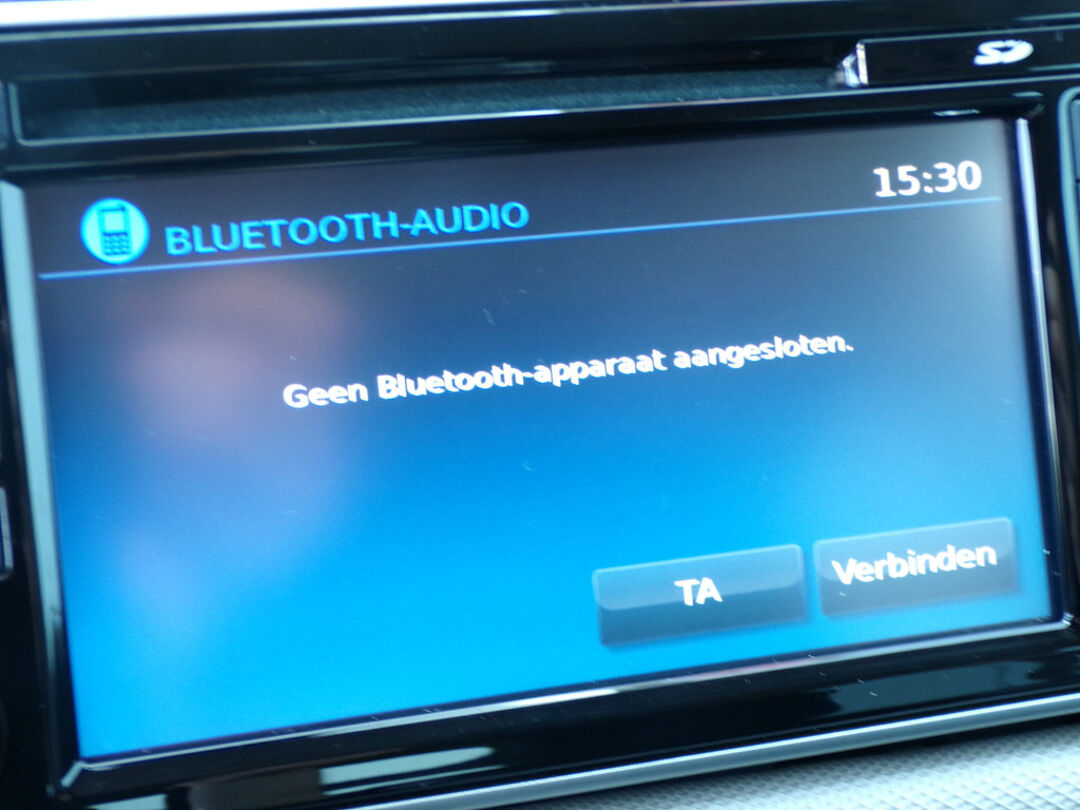 SD
15:30
BLUETOOTH-AUDIO
Geen Bluetooth-apparaat aangesloten.
TA
Verbinden